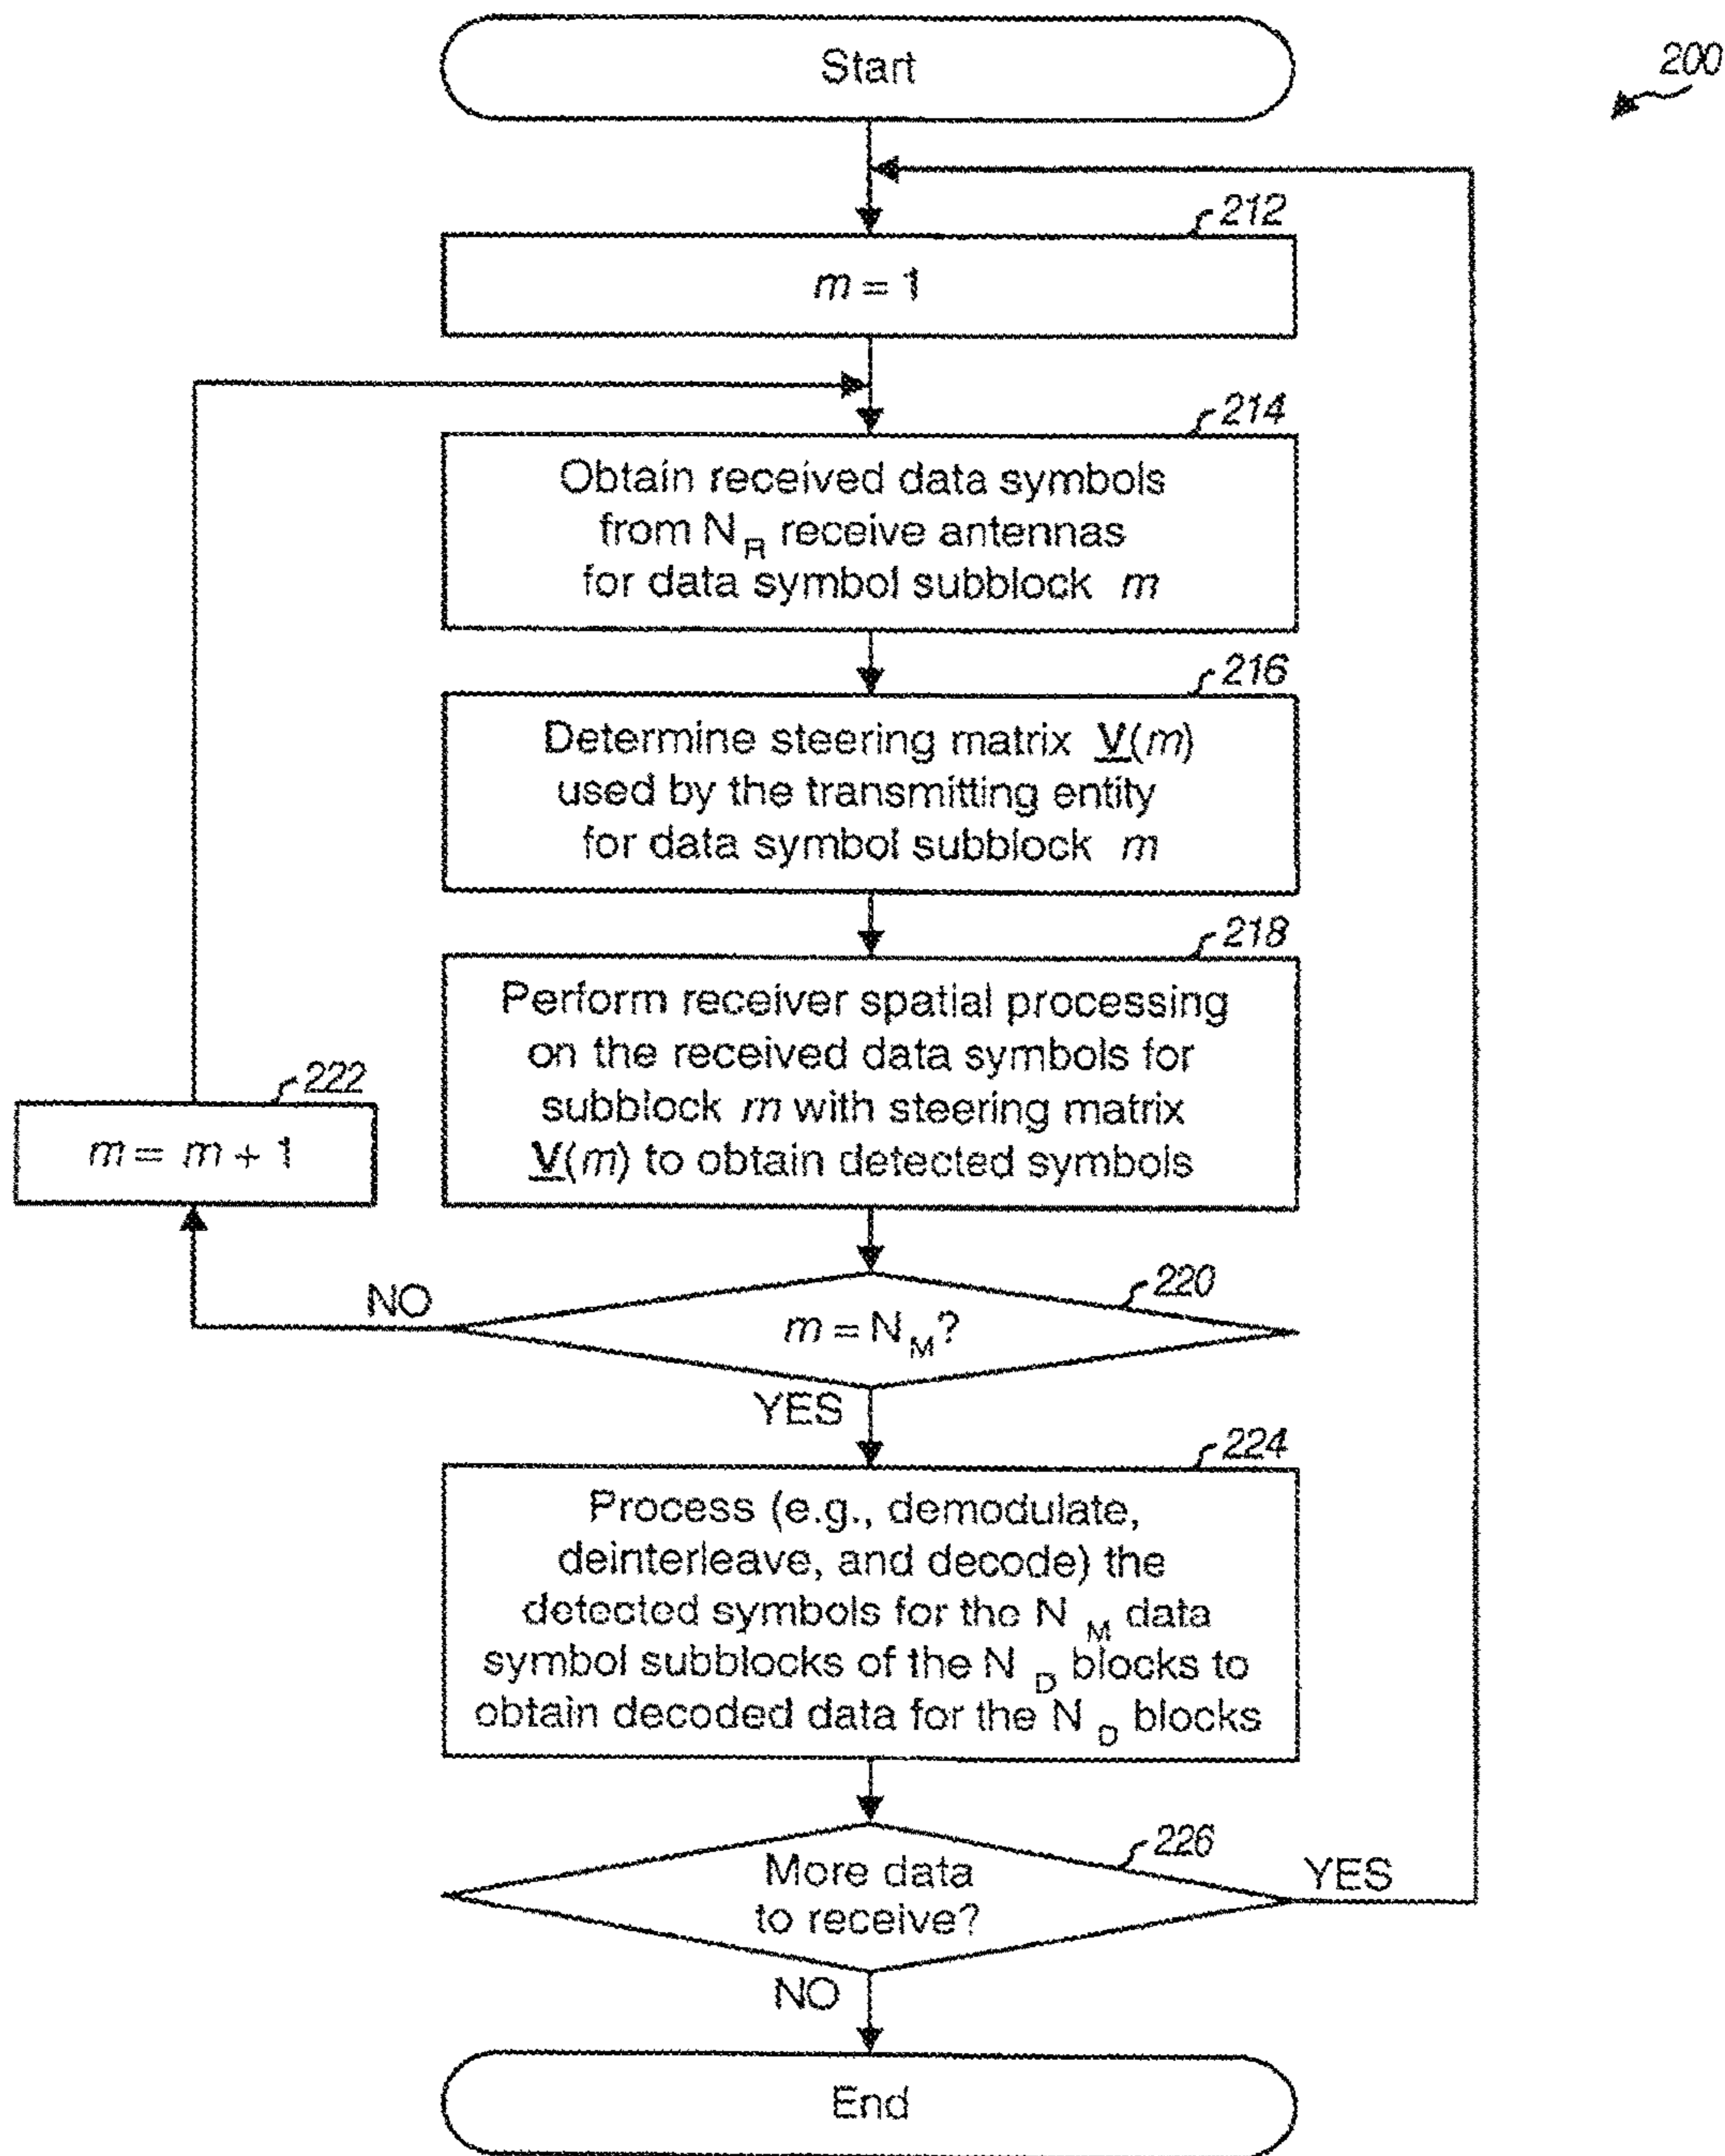 Start
200
212
m = 1
214
Obtain received data symbols
from N_R receive antennas
for data symbol subblock m
216
Determine steering matrix V(m)
used by the transmitting entity
for data symbol subblock m
218
Perform receiver spatial processing
on the received data symbols for
subblock m with steering matrix
V(m) to obtain detected symbols
222
m = m + 1
220
NO
m = N_M?
YES
224
Process (e.g., demodulate,
deinterleave, and decode) the
detected symbols for the N_M data
symbol subblocks of the N_D blocks to
obtain decoded data for the N_D blocks
226
More data
to receive?
YES
NO
End